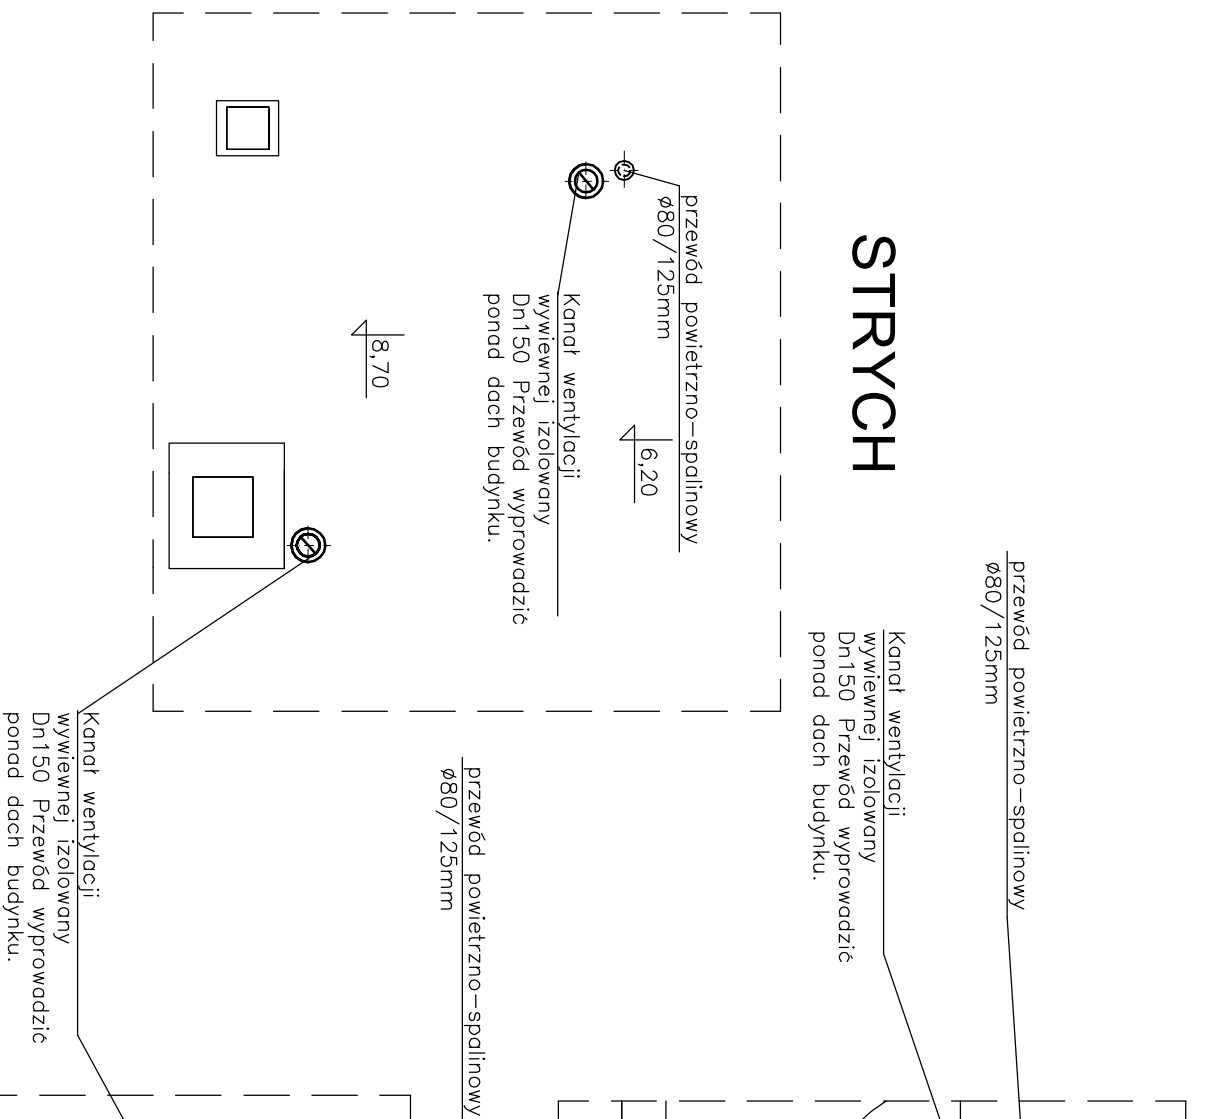 STRYCH
przewód powietrzno-spalinowy
ø80/125mm
Kanał wentylacji
wywiewnej izolowany
Dn150 Przewód wyprowadzić
ponad dach budynku.
6,20
8,70
przewód powietrzno-spalinowy
ø80/125mm
Kanał wentylacji
wywiewnej izolowany
Dn150 Przewód wyprowadzić
ponad dach budynku.
przewód powietrzno-spalinowy
ø80/125mm
Kanał wentylacji
wywiewnej izolowany
Dn150 Przewód wyprowadzić
ponad dach budynku.